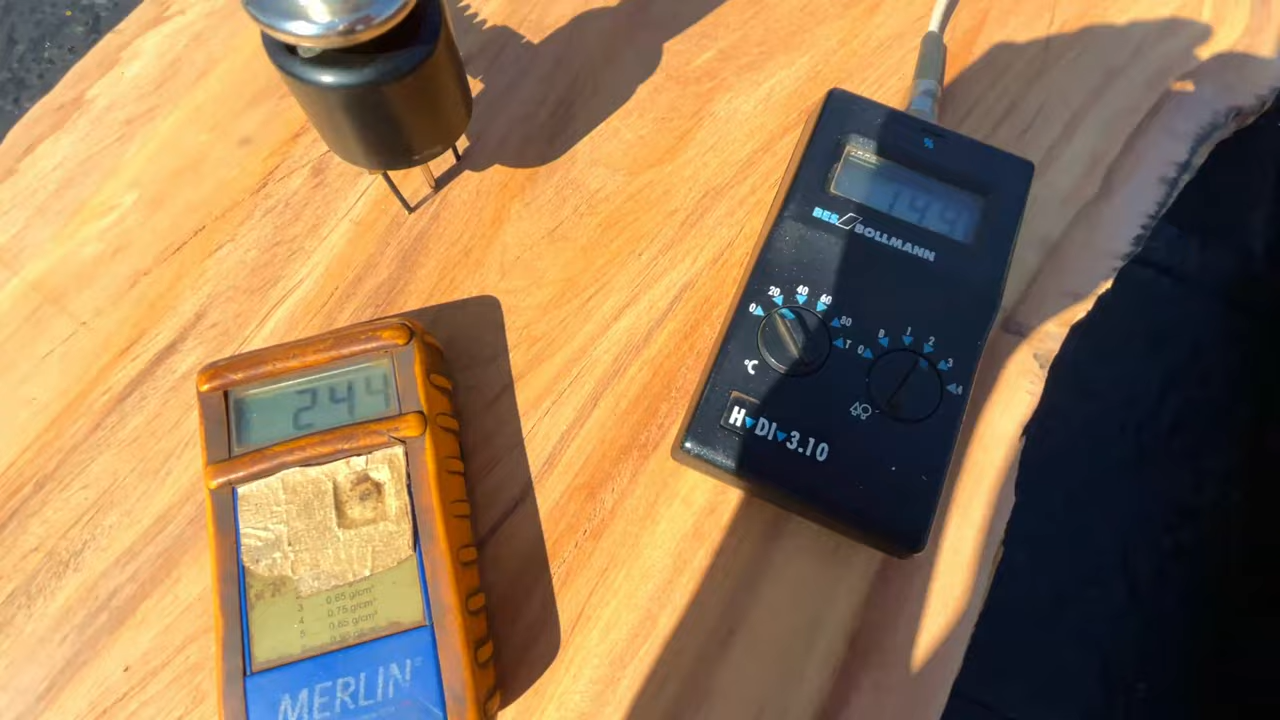 %
BES BOLLMANN
0 20 40 60 80 T
°C
0 B 1 2 3 4
H▾DI▾3.10
244
3 0.75 g/cm³
4 0.85 g/cm³
5
0.65 g/cm³
MERLIN